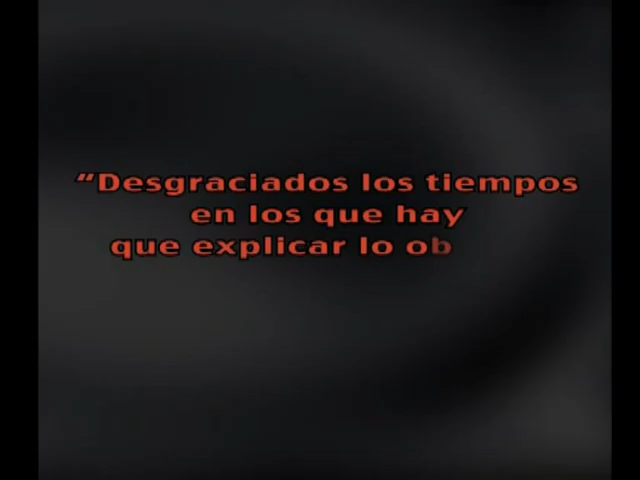 “Desgraciados los tiempos
en los que hay
que explicar lo ob